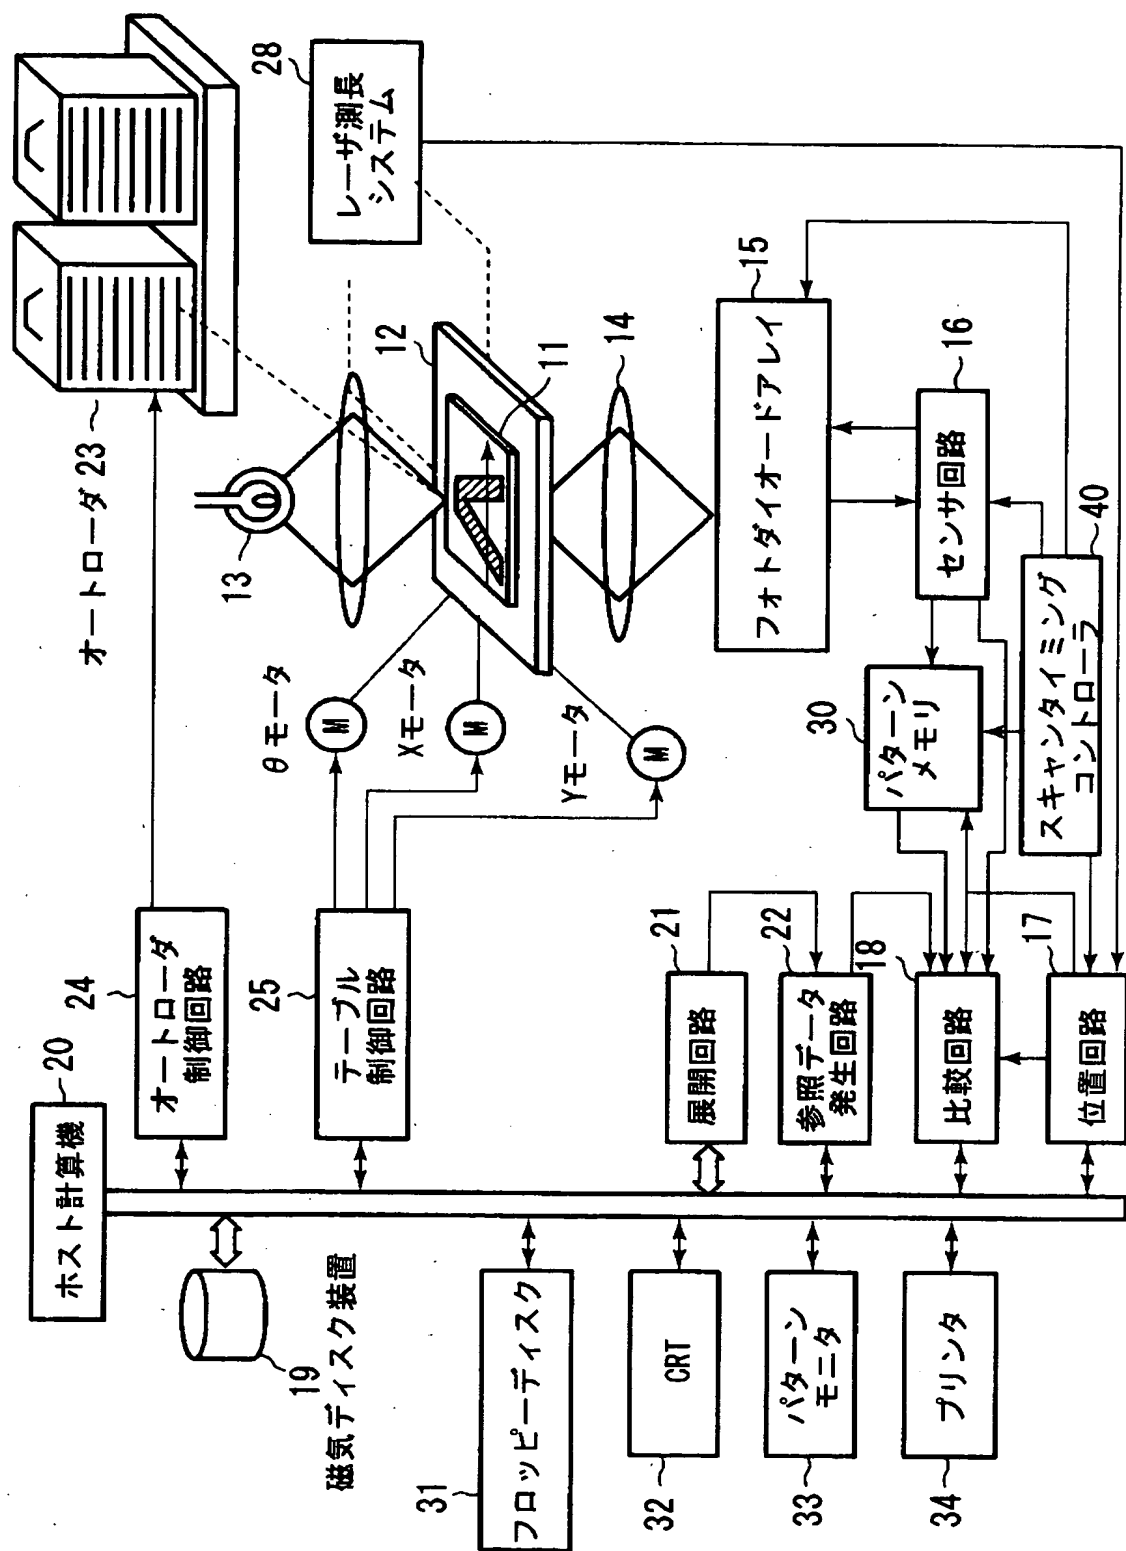 20
ホスト計算機
19
磁気ディスク装置
31
フロッピーディスク
32
CRT
33
パターン
モニタ
34
プリンタ
24
オートローダ
制御回路
25
テーブル
制御回路
21
展開回路
22
参照データ
発生回路
18
比較回路
17
位置回路
オートローダ 23
θモータ
M
Xモータ
M
Yモータ
M
13
12
11
14
28
レーザ測長
システム
フォトダイオードアレイ
15
センサ回路
16
30
パターン
メモリ
スキャンタイミング
コントローラ
40